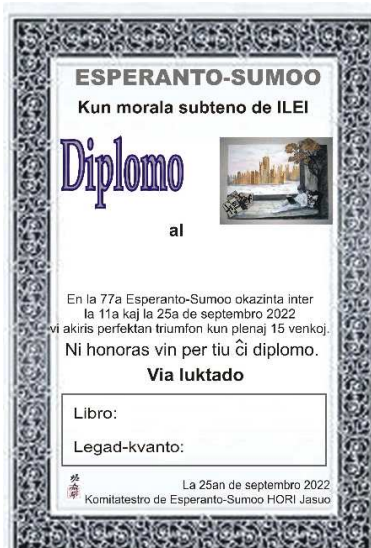 ESPERANTO-SUMOO
Kun morala subteno de ILEI
Diplomo
al
En la 77a Esperanto-Sumoo okazinta inter
la 11a kaj la 25a de septembro 2022
vi akiris perfektan triumfon kun plenaj 15 venkoj.
Ni honoras vin per tiu ĉi diplomo.
Via luktado
Libro:
Legad-kvanto:
La 25an de septembro 2022
Komitatestro de Esperanto-Sumoo HORI Jasuo